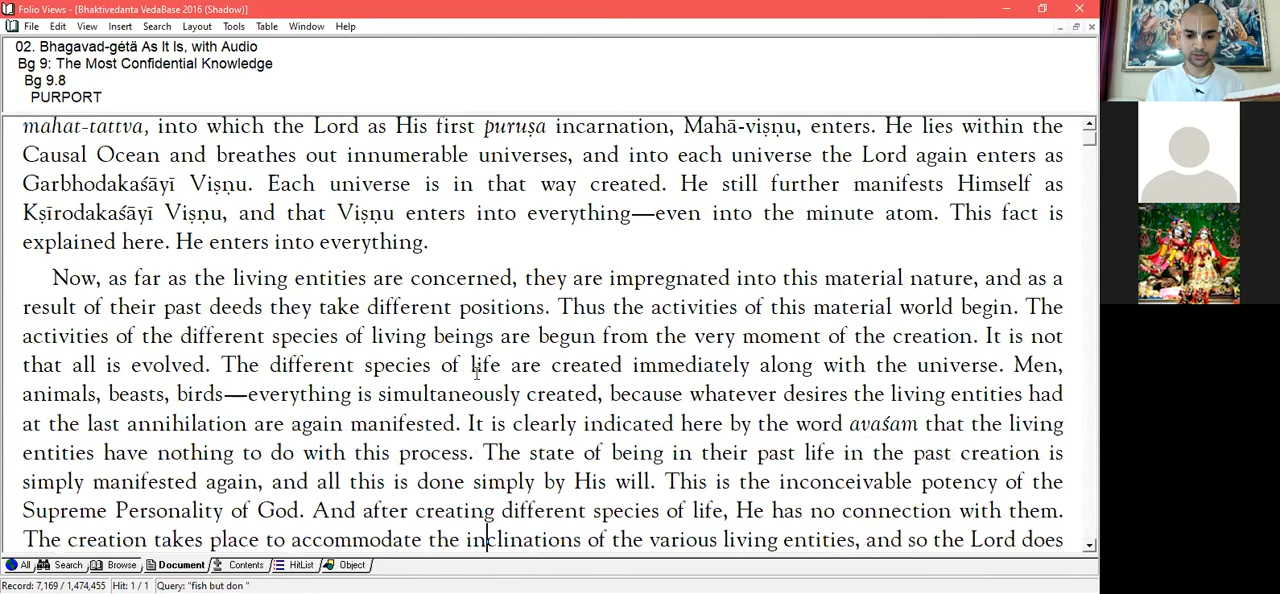 Folio Views - [Bhaktivedanta VedaBase 2016 (Shadow)]
File Edit View Insert Search Layout Tools Table Window Help
02. Bhagavad-gétä As It Is, with Audio
Bg 9: The Most Confidential Knowledge
Bg 9.8
PURPORT
mahat-tattva, into which the Lord as His first puruṣa incarnation, Mahā-viṣṇu, enters. He lies within the
Causal Ocean and breathes out innumerable universes, and into each universe the Lord again enters as
Garbhodakaśāyī Viṣṇu. Each universe is in that way created. He still further manifests Himself as
Kṣīrodakaśāyī Viṣṇu, and that Viṣṇu enters into everything—even into the minute atom. This fact is
explained here. He enters into everything.
Now, as far as the living entities are concerned, they are impregnated into this material nature, and as a
result of their past deeds they take different positions. Thus the activities of this material world begin. The
activities of the different species of living beings are begun from the very moment of the creation. It is not
that all is evolved. The different species of life are created immediately along with the universe. Men,
animals, beasts, birds—everything is simultaneously created, because whatever desires the living entities had
at the last annihilation are again manifested. It is clearly indicated here by the word avaśam that the living
entities have nothing to do with this process. The state of being in their past life in the past creation is
simply manifested again, and all this is done simply by His will. This is the inconceivable potency of the
Supreme Personality of God. And after creating different species of life, He has no connection with them.
The creation takes place to accommodate the inclinations of the various living entities, and so the Lord does
All Search Browse Document Contents HitList Object
Record: 7,169 / 1,474,455 Hit: 1 / 1 Query: "fish but don "